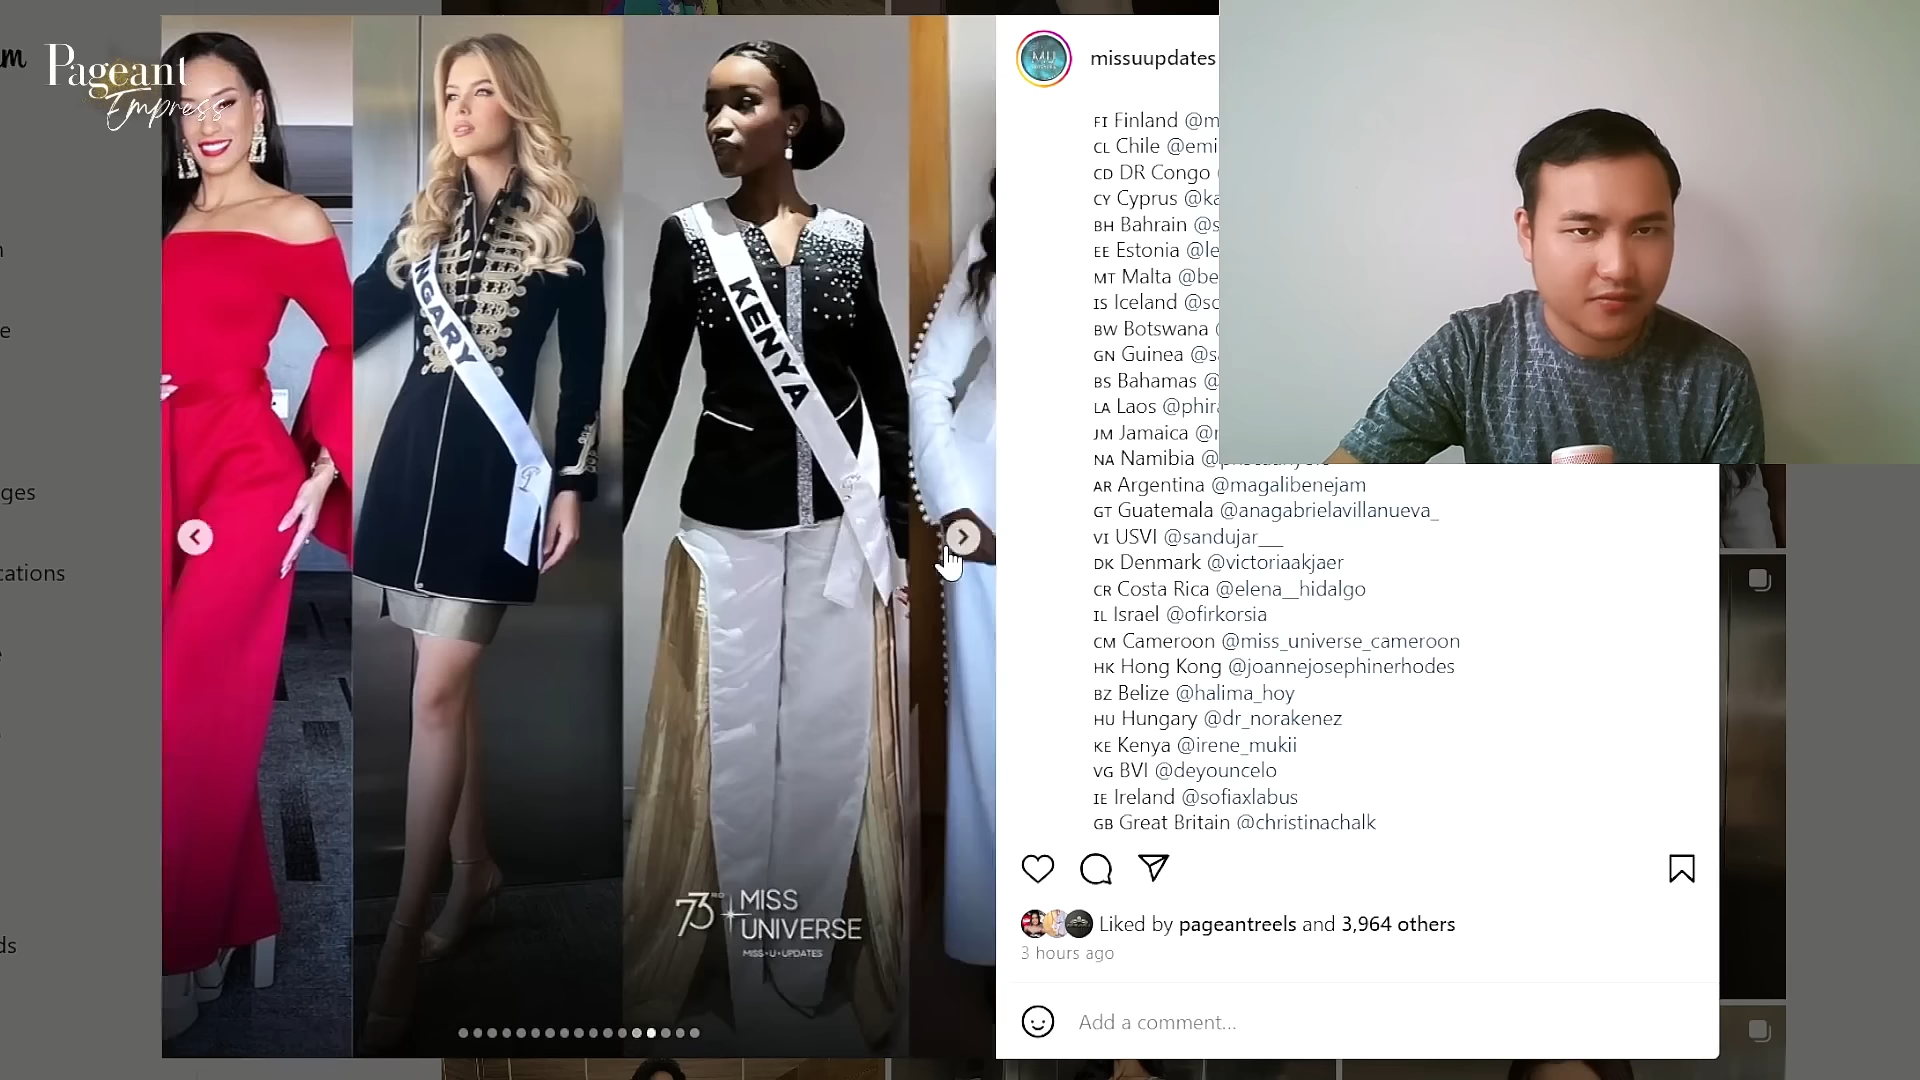 m
Pageant
Empress
ges
cations
ds
NGARY
KENYA
73RD
MISS
UNIVERSE
MISS•U•UPDATES
missuupdates
FI Finland @m
CL Chile @emi
CD DR Congo
CY Cyprus @ka
BH Bahrain @s
EE Estonia @le
MT Malta @be
IS Iceland @so
BW Botswana
GN Guinea @sa
BS Bahamas @
LA Laos @phira
JM Jamaica @r
NA Namibia
AR Argentina @magalibenejam
GT Guatemala @anagabrielavillanueva_
VI USVI @sandujar___
DK Denmark @victoriaakjaer
CR Costa Rica @elena__hidalgo
IL Israel @ofirkorsia
CM Cameroon @miss_universe_cameroon
HK Hong Kong @joannejosephinerhodes
BZ Belize @halima_hoy
HU Hungary @dr_norakenez
KE Kenya @irene_mukii
VG BVI @deyouncelo
IE Ireland @sofiaxlabus
GB Great Britain @christinachalk
Liked by pageantreels and 3,964 others
3 hours ago
Add a comment...